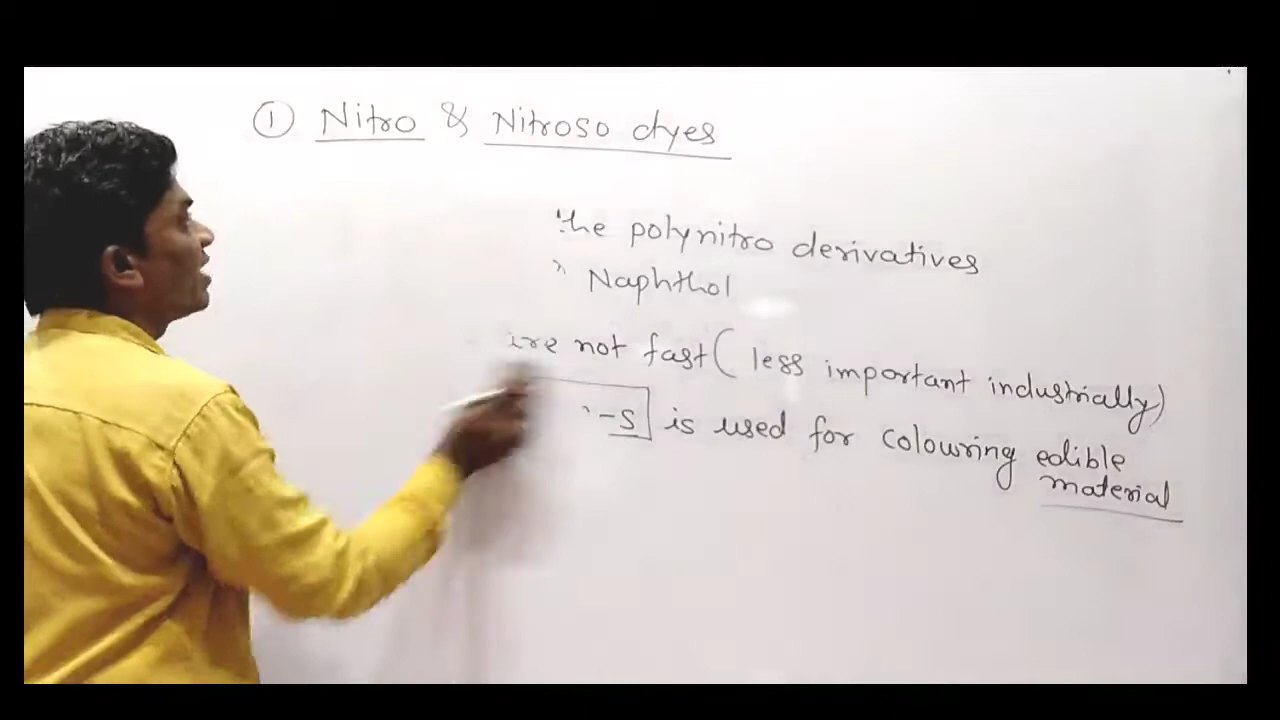 ① Nitro & Nitroso dyes
the polynitro derivatives
Naphthol
are not fast (less important industrially)
-S is used for colouring edible
material